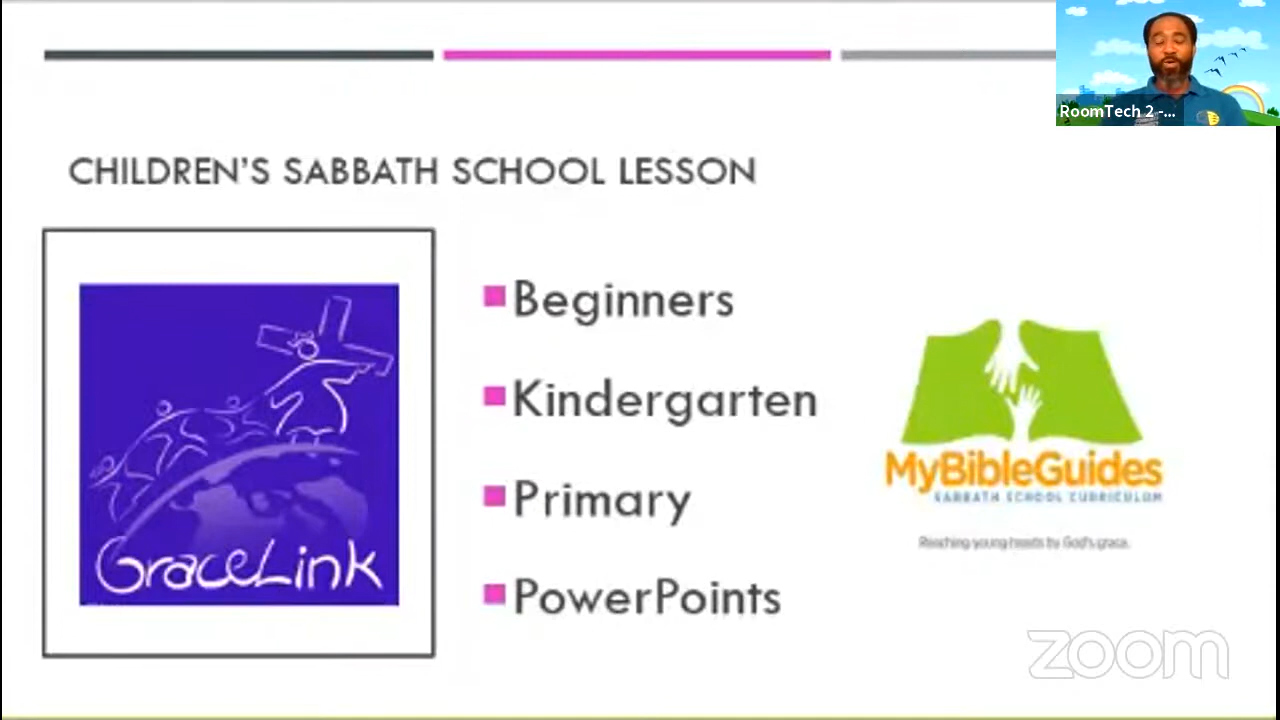 RoomTech 2 -...
CHILDREN'S SABBATH SCHOOL LESSON
GraceLink
Beginners
Kindergarten
Primary
PowerPoints
MyBibleGuides
SABBATH SCHOOL CURRICULUM
Reaching young hearts by God's grace.
zoom